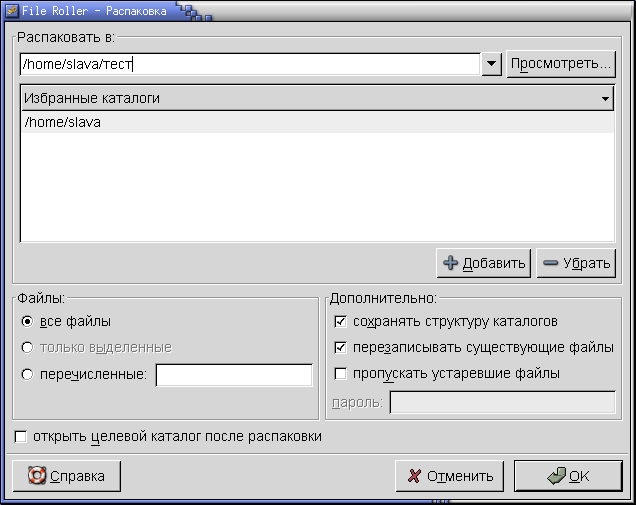 File Roller - Распаковка
Распаковать в:
/home/slava/тест
Просмотреть...
Избранные каталоги
/home/slava
Добавить
Убрать
Файлы:
все файлы
только выделенные
перечисленные:
Дополнительно:
сохранять структуру каталогов
перезаписывать существующие файлы
пропускать устаревшие файлы
пароль:
открыть целевой каталог после распаковки
Справка
Отменить
OK